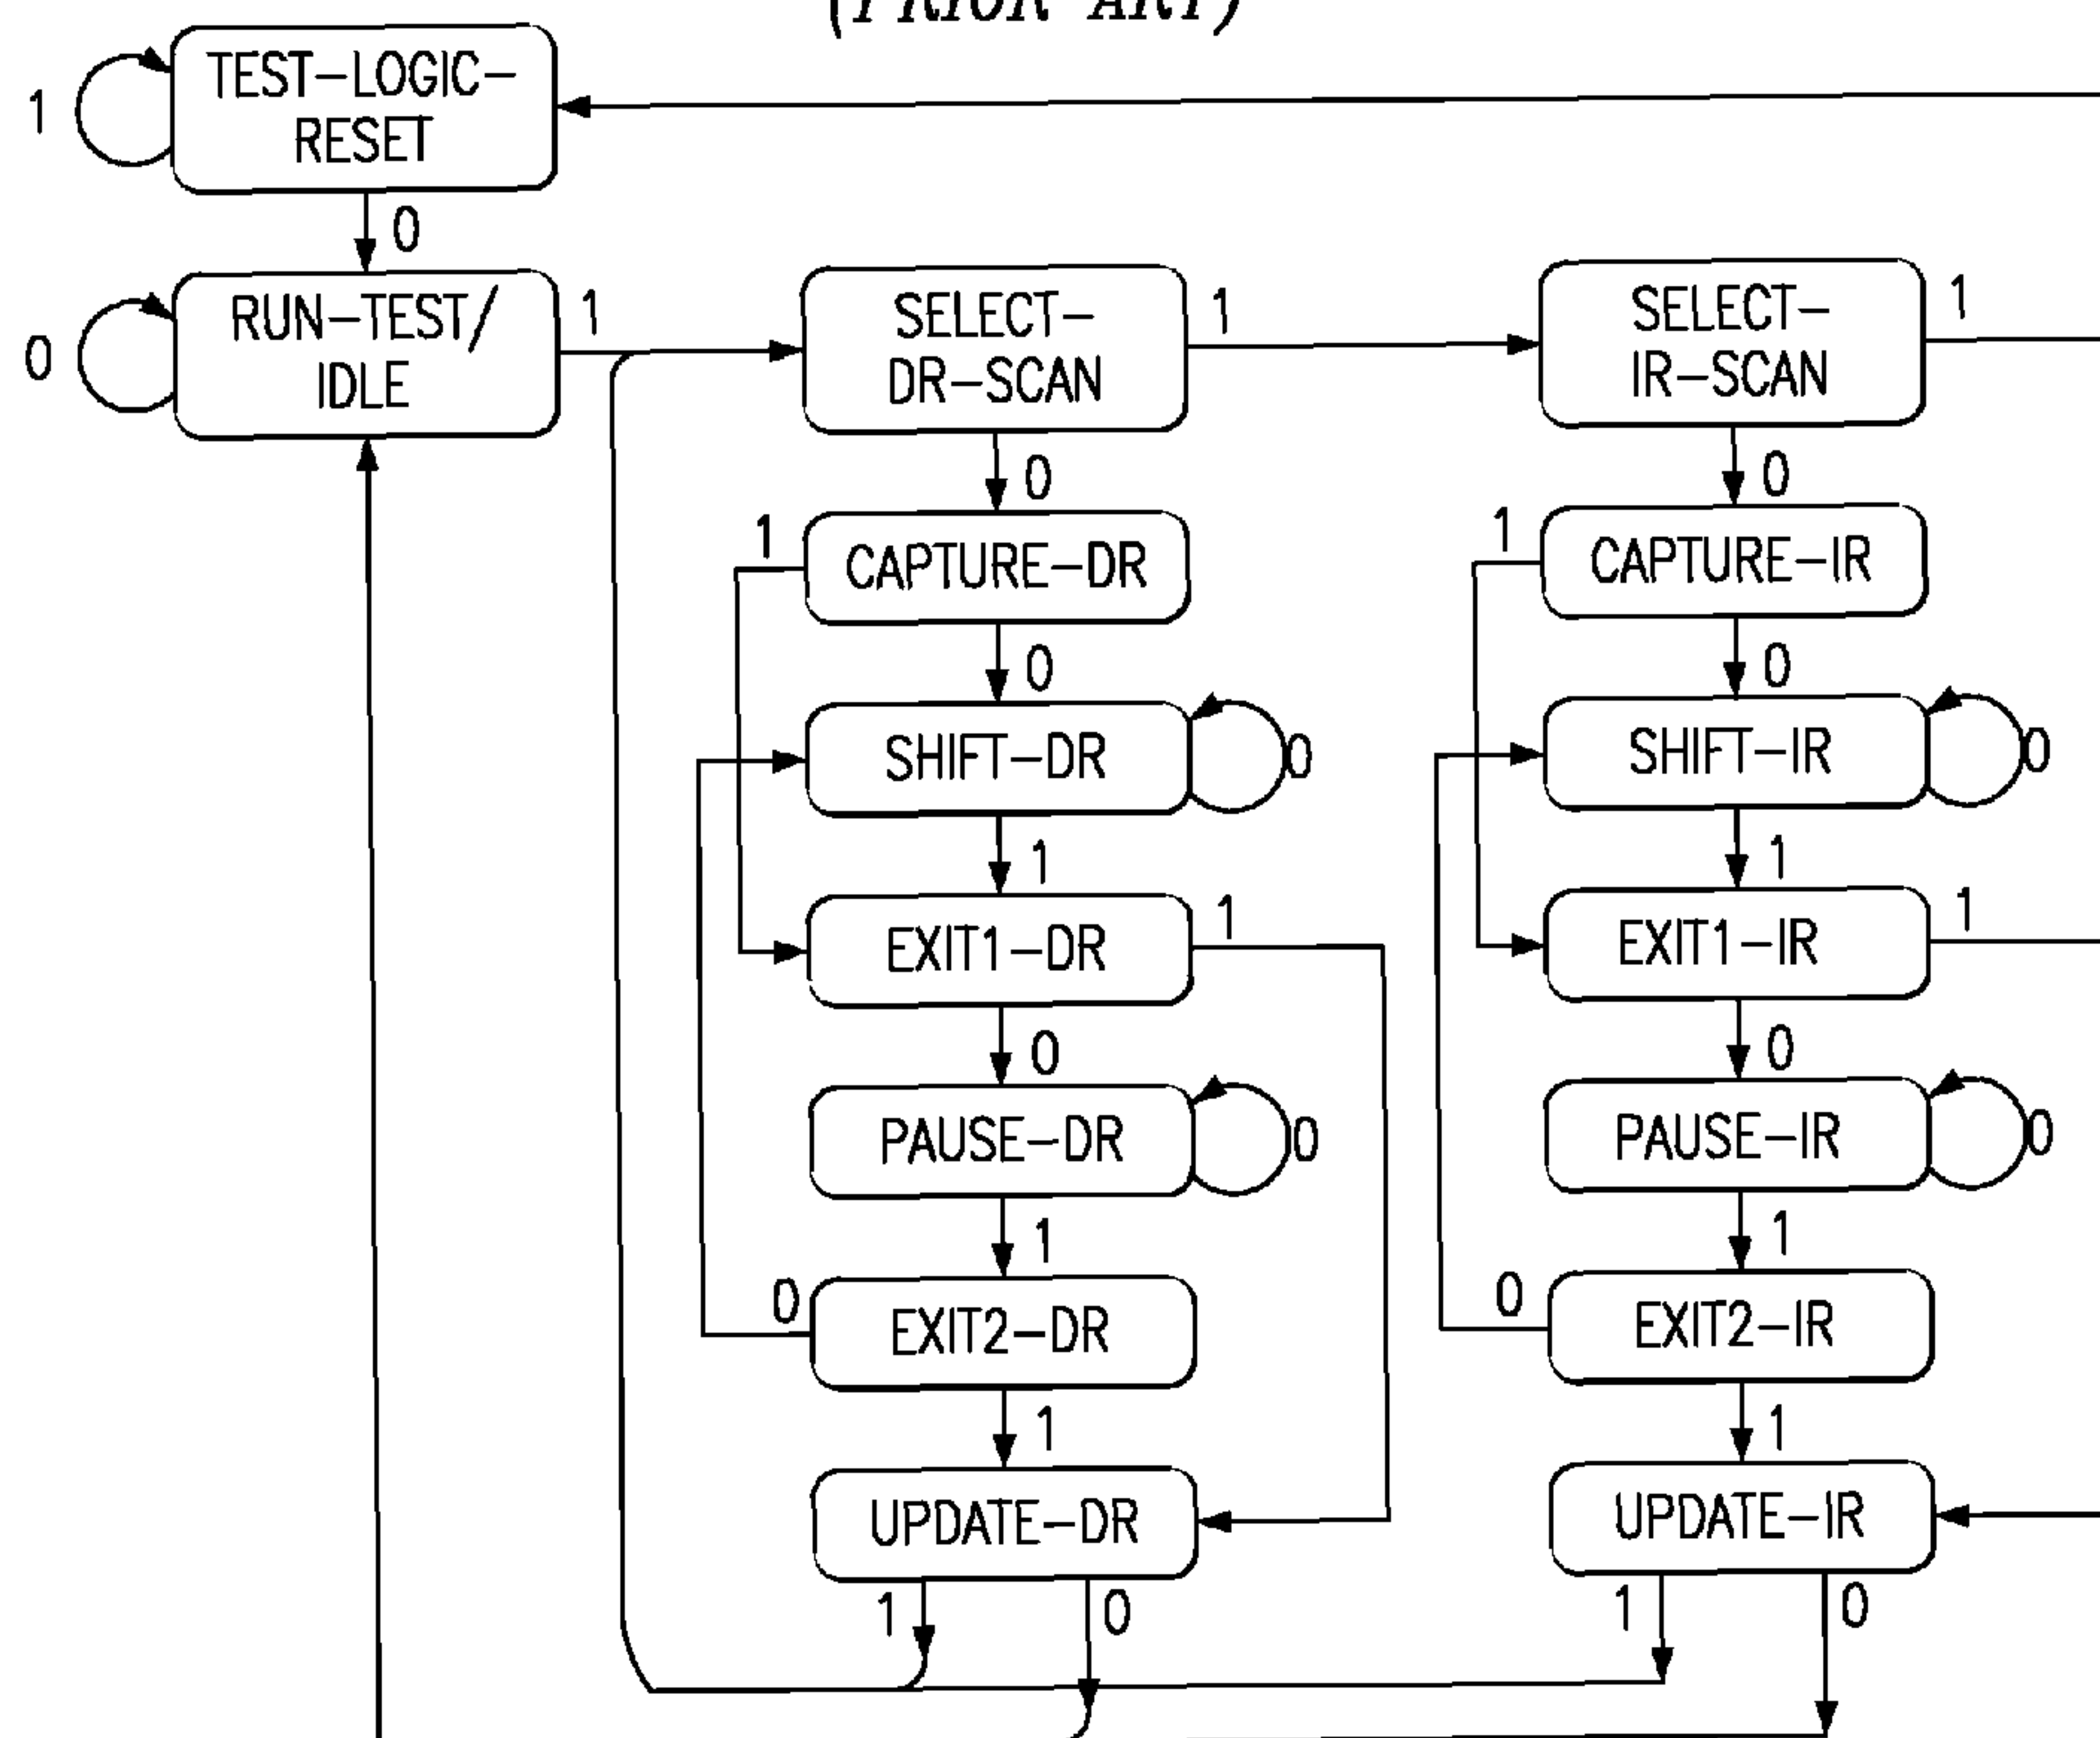 (PRIOR ART)
TEST-LOGIC-
RESET
1
0
RUN-TEST/
IDLE
0
1
SELECT-
DR-SCAN
1
SELECT-
IR-SCAN
1
0
0
1
CAPTURE-DR
1
CAPTURE-IR
0
0
SHIFT-DR
0
SHIFT-IR
0
1
1
EXIT1-DR
1
EXIT1-IR
1
0
0
PAUSE-DR
0
PAUSE-IR
0
1
1
0
EXIT2-DR
0
EXIT2-IR
1
1
UPDATE-DR
UPDATE-IR
1
0
1
0